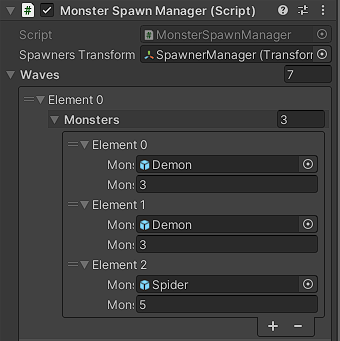 Monster Spawn Manager (Script)
Script MonsterSpawnManager
Spawners Transform SpawnerManager (Transform
Waves 7
Element 0
Monsters 3
Element 0
Mons Demon
Mons 3
Element 1
Mons Demon
Mons 3
Element 2
Mons Spider
Mons 5